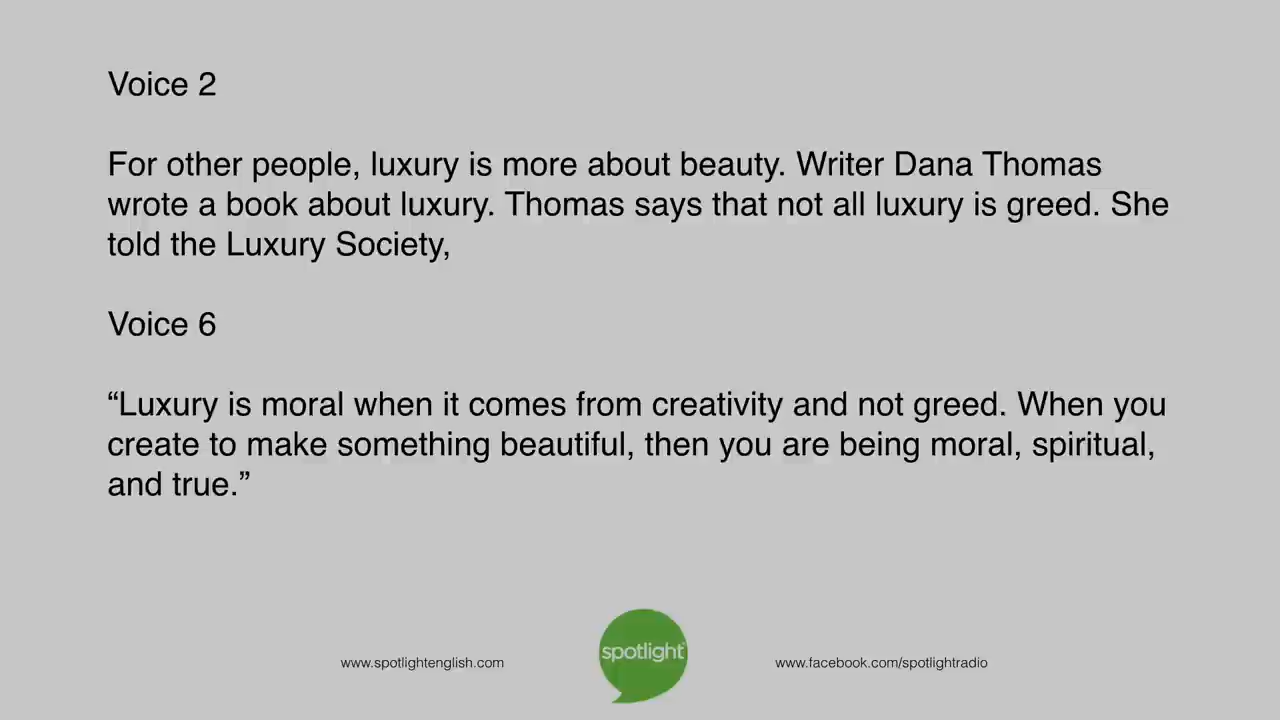 Voice 2
For other people, luxury is more about beauty. Writer Dana Thomas
wrote a book about luxury. Thomas says that not all luxury is greed. She
told the Luxury Society,
Voice 6
“Luxury is moral when it comes from creativity and not greed. When you
create to make something beautiful, then you are being moral, spiritual,
and true.”
www.spotlightenglish.com
spotlight
www.facebook.com/spotlightradio